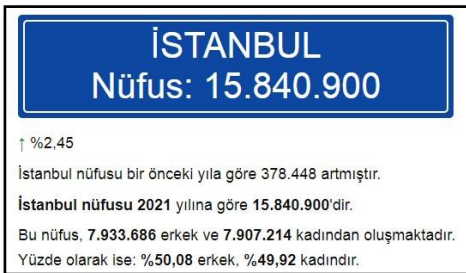 İSTANBUL
Nüfus: 15.840.900
↑ %2,45
İstanbul nüfusu bir önceki yıla göre 378.448 artmıştır.
İstanbul nüfusu 2021 yılına göre 15.840.900'dir.
Bu nüfus, 7.933.686 erkek ve 7.907.214 kadından oluşmaktadır.
Yüzde olarak ise: %50,08 erkek, %49,92 kadındır.